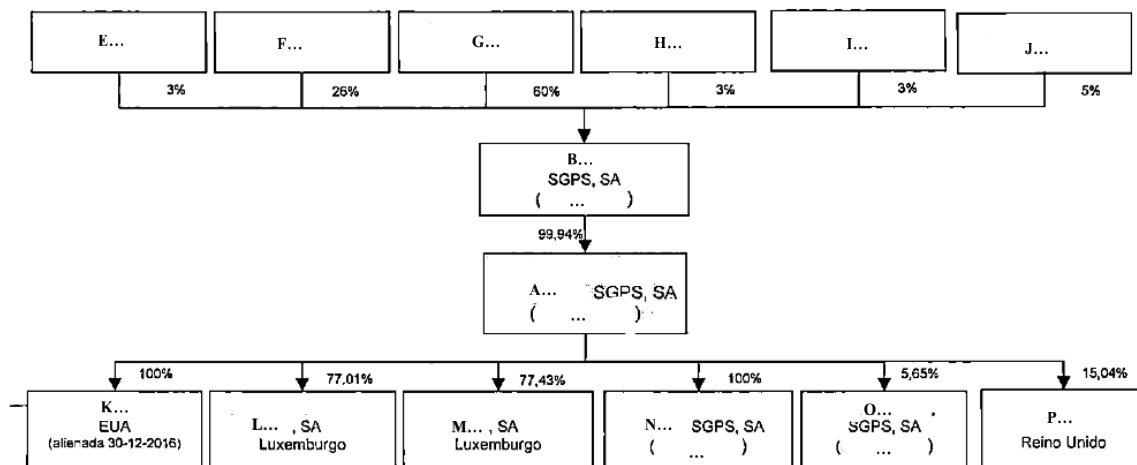 E...
F...
G...
H...
I...
J...
3%
26%
60%
3%
3%
5%
B...
SGPS, SA
( ... )
99,94%
A... SGPS, SA
( ... )
100%
77,01%
77,43%
100%
5,65%
15,04%
K...
EUA
(alienada 30-12-2016)
L... , SA
Luxemburgo
M... , SA
Luxemburgo
N... SGPS, SA
( ... )
O...
SGPS, SA
( ... )
P...
Reino Unido